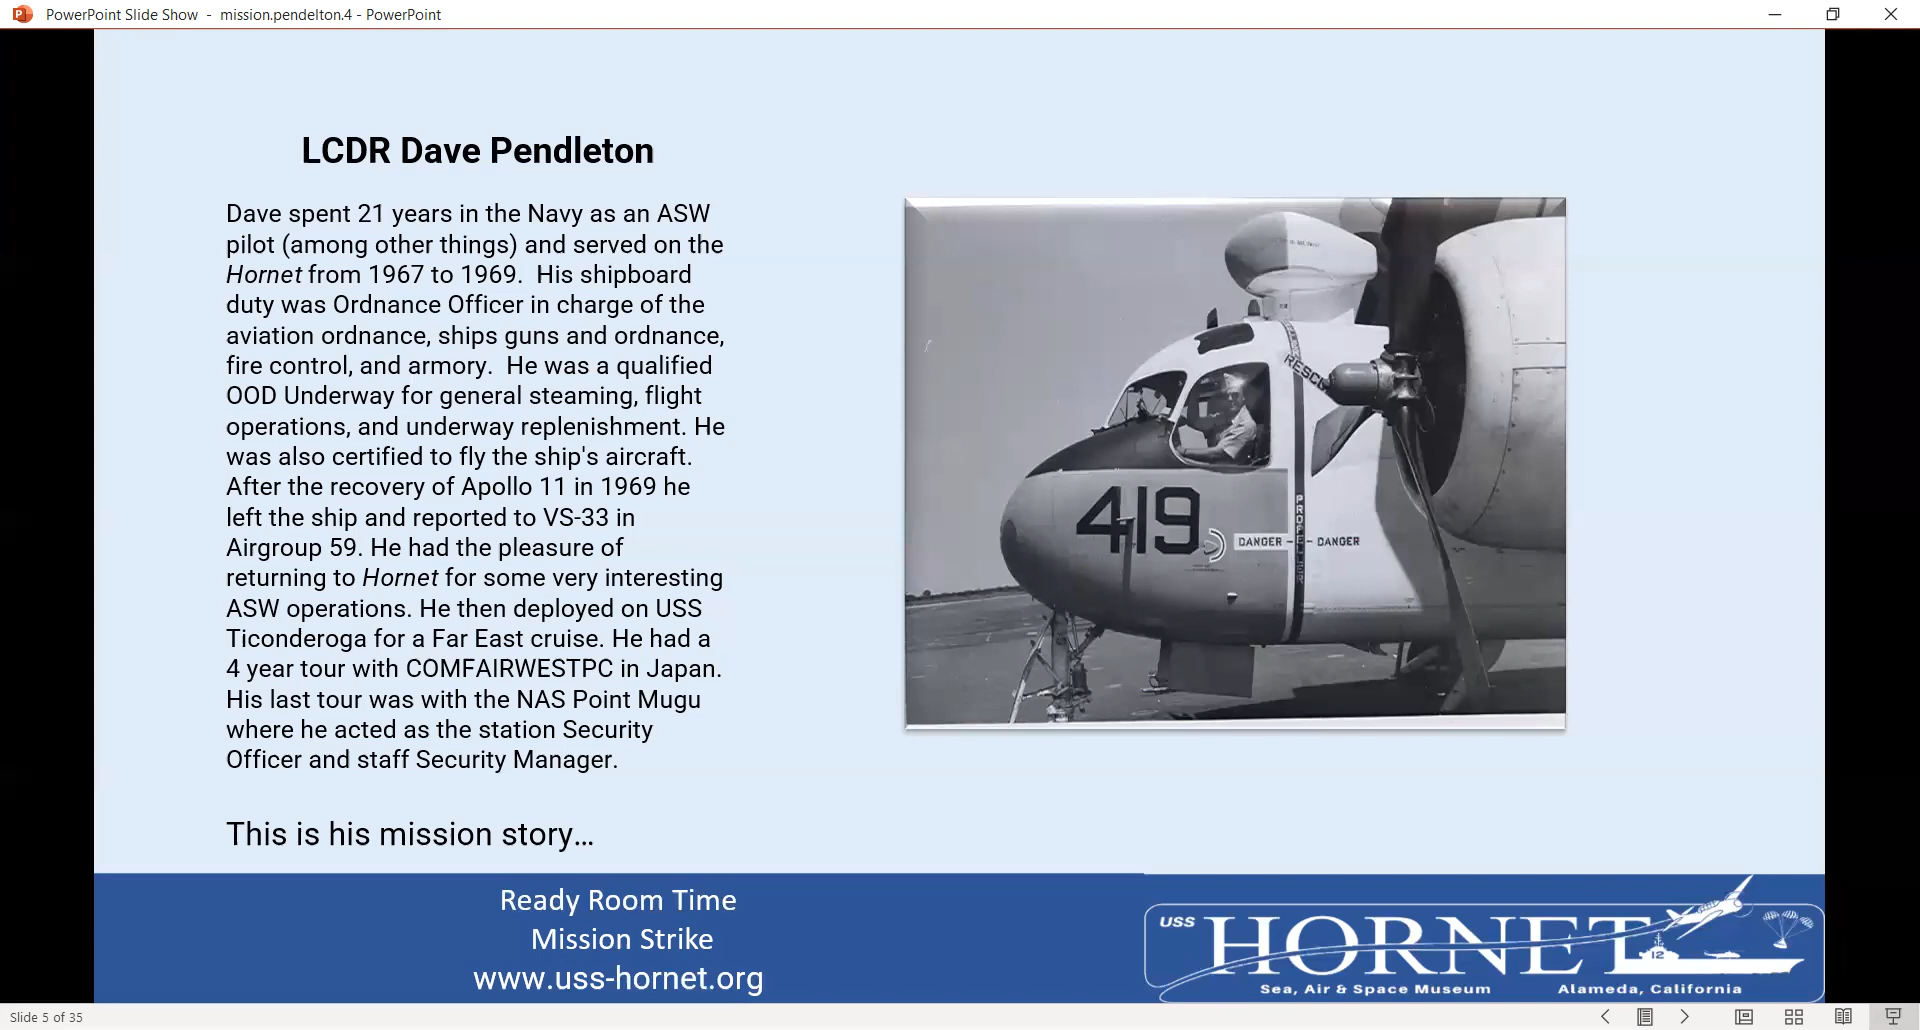 PowerPoint Slide Show - mission.pendelton.4 - PowerPoint
LCDR Dave Pendleton
Dave spent 21 years in the Navy as an ASW
pilot (among other things) and served on the
Hornet from 1967 to 1969. His shipboard
duty was Ordnance Officer in charge of the
aviation ordnance, ships guns and ordnance,
fire control, and armory. He was a qualified
OOD Underway for general steaming, flight
operations, and underway replenishment. He
was also certified to fly the ship's aircraft.
After the recovery of Apollo 11 in 1969 he
left the ship and reported to VS-33 in
Airgroup 59. He had the pleasure of
returning to Hornet for some very interesting
ASW operations. He then deployed on USS
Ticonderoga for a Far East cruise. He had a
4 year tour with COMFAIRWESTPC in Japan.
His last tour was with the NAS Point Mugu
where he acted as the station Security
Officer and staff Security Manager.
This is his mission story...
RESCU
419
DANGER - - DANGER
PROPELLER
Ready Room Time
Mission Strike
www.uss-hornet.org
USS HORNET
12
Sea, Air & Space Museum Alameda, California
Slide 5 of 35